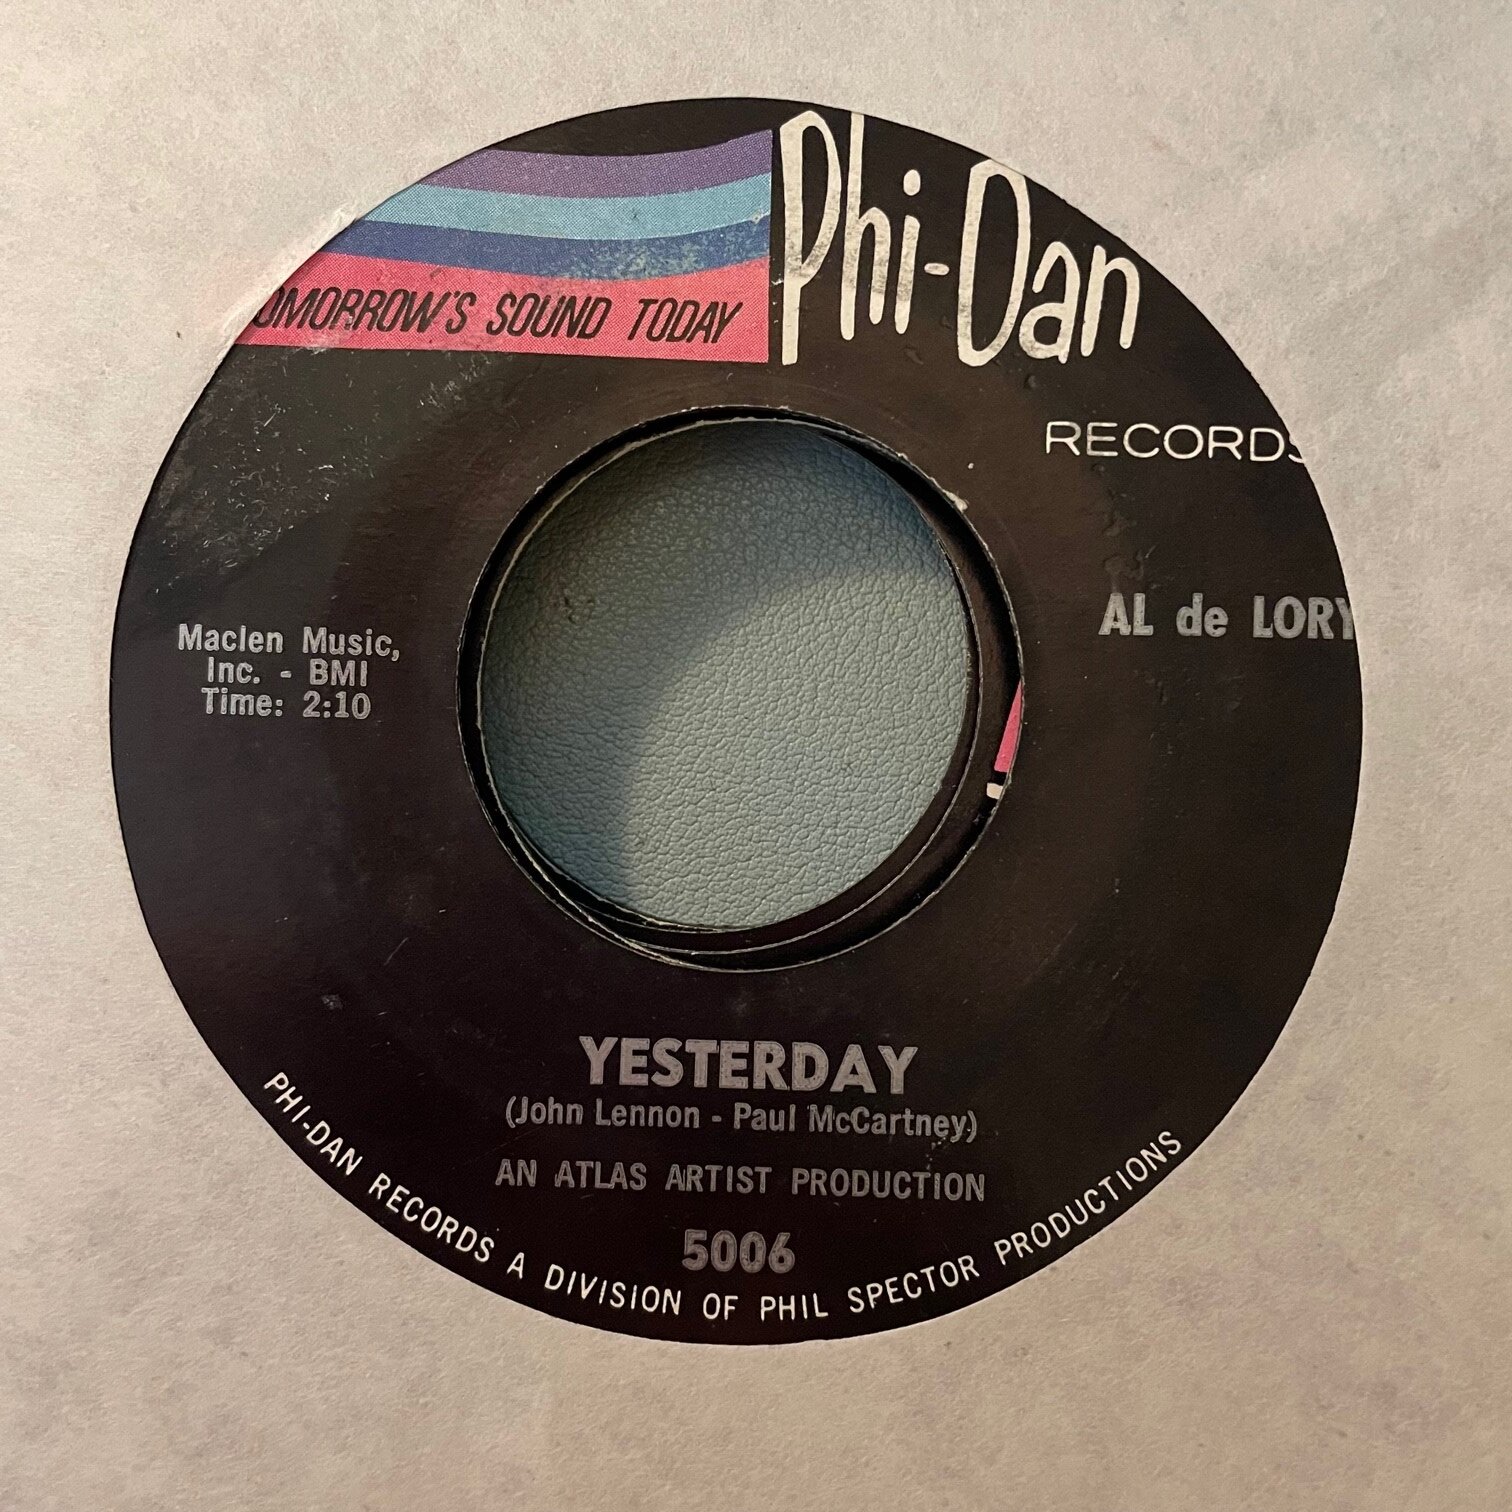 Phi-Dan
OMORROW'S SOUND TODAY
RECORDS
AL de LORY
Maclen Music,
Inc. - BMI
Time: 2:10
YESTERDAY
(John Lennon - Paul McCartney)
AN ATLAS ARTIST PRODUCTION
5006
PHI-DAN RECORDS A DIVISION OF PHIL SPECTOR PRODUCTIONS